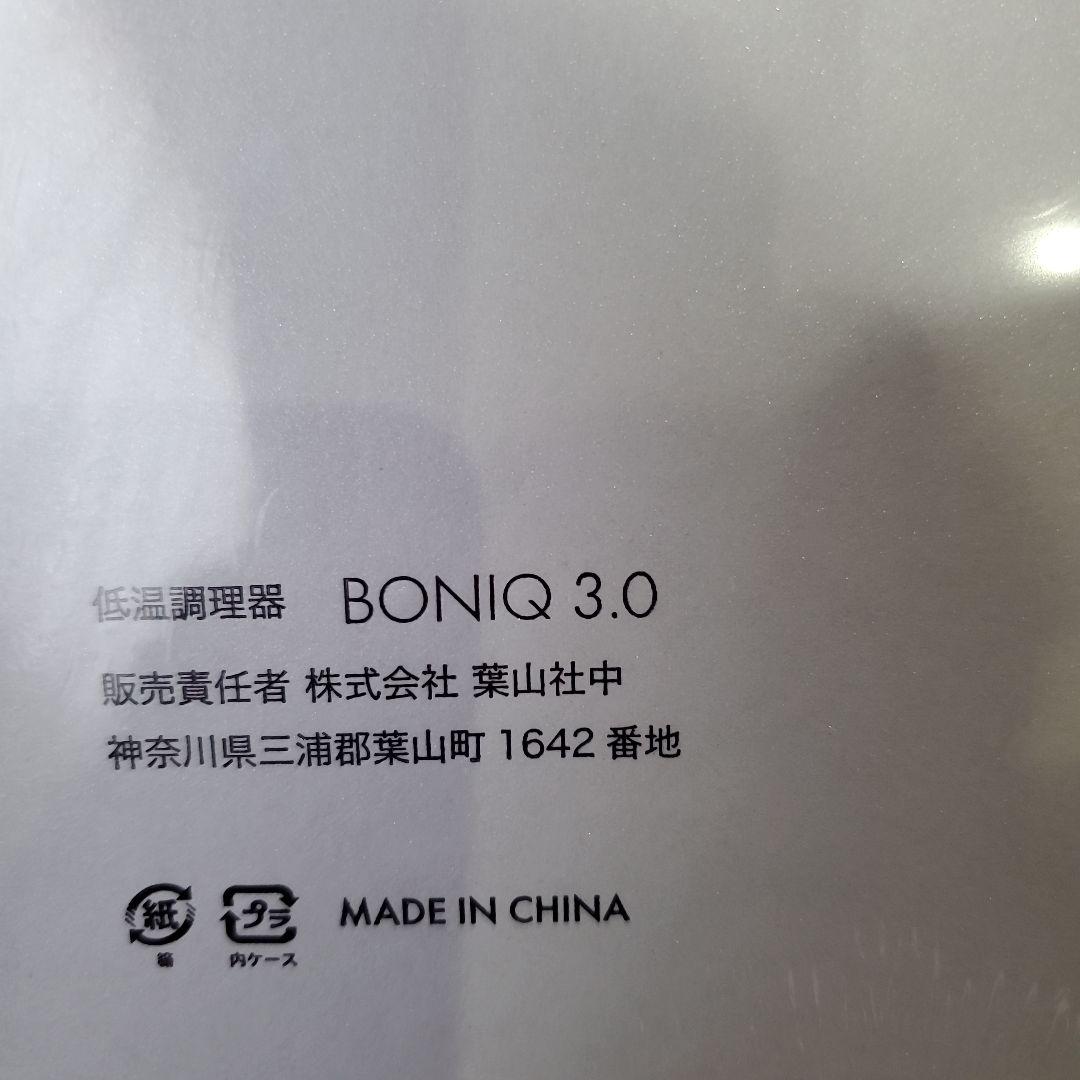 低温調理器 BONIQ 3.0
販売責任者 株式会社 葉山社中
神奈川県三浦郡葉山町 1642 番地
紙 プラ MADE IN CHINA
箱 内ケース